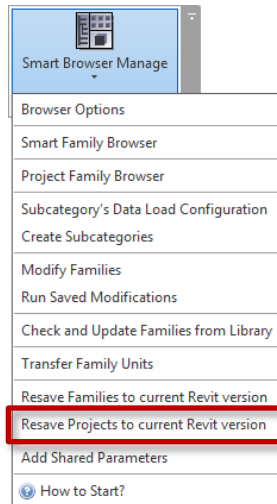 Smart Browser Manage
Browser Options
Smart Family Browser
Project Family Browser
Subcategory's Data Load Configuration
Create Subcategories
Modify Families
Run Saved Modifications
Check and Update Families from Library
Transfer Family Units
Resave Families to current Revit version
Resave Projects to current Revit version
Add Shared Parameters
How to Start?